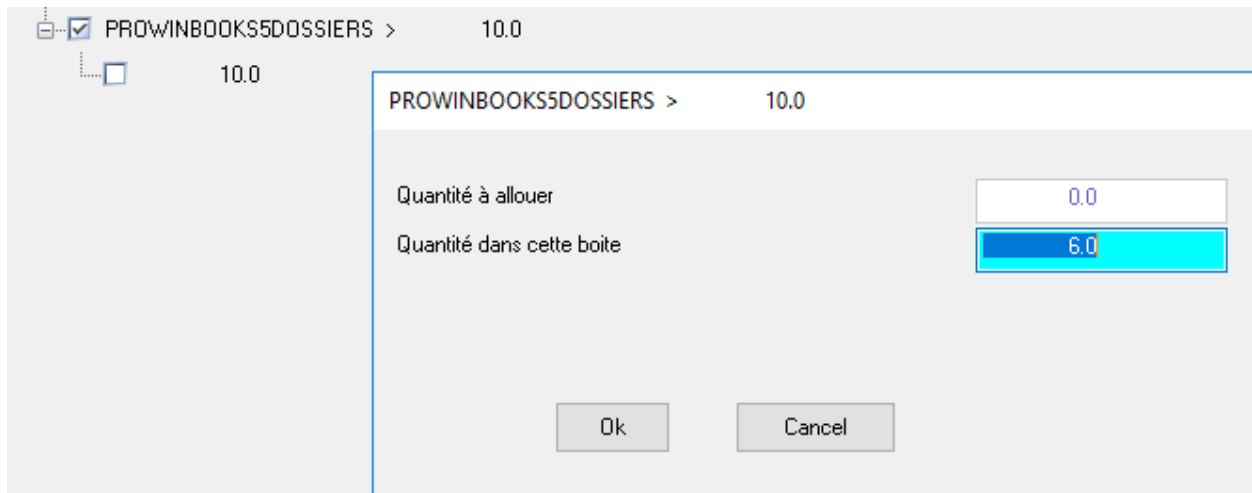 PROWINBOOKS5DOSSIERS > 10.0
10.0
PROWINBOOKS5DOSSIERS > 10.0
Quantité à allouer 0.0
Quantité dans cette boite 6.0
Ok Cancel